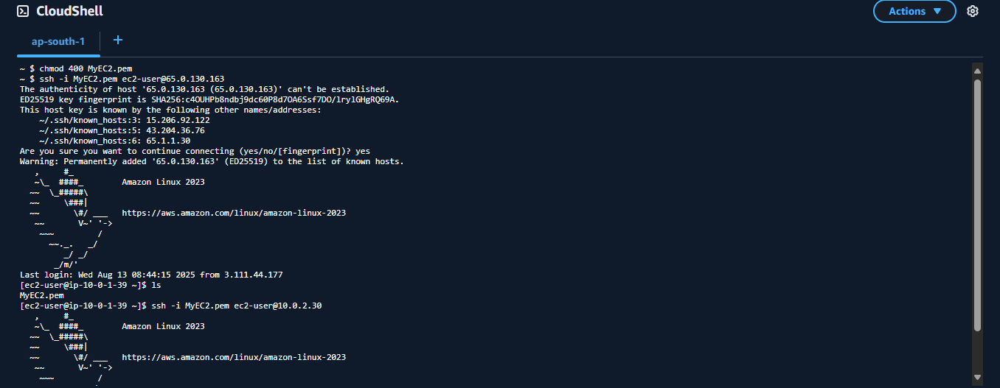 CloudShell
Actions ▼
ap-south-1
+
~ $ chmod 400 MyEC2.pem
~ $ ssh -i MyEC2.pem ec2-user@65.0.130.163
The authenticity of host '65.0.130.163 (65.0.130.163)' can't be established.
ED25519 key fingerprint is SHA256:c4OUHPb8ndbj9dc60P8d7OA6Ssf7DO/lrylGHgRQ69A.
This host key is known by the following other names/addresses:
    ~/.ssh/known_hosts:3: 15.206.92.122
    ~/.ssh/known_hosts:5: 43.204.36.76
    ~/.ssh/known_hosts:6: 65.1.1.30
Are you sure you want to continue connecting (yes/no/[fingerprint])? yes
Warning: Permanently added '65.0.130.163' (ED25519) to the list of known hosts.
   ,     #_
   ~\_  ####_        Amazon Linux 2023
  ~~  \_#####\
  ~~     \###|
  ~~       \#/ ___   https://aws.amazon.com/linux/amazon-linux-2023
   ~~       V~' '->
    ~~~         /
      ~~._.   _/
         _/ _/
       _/m/'
Last login: Wed Aug 13 08:44:15 2025 from 3.111.44.177
[ec2-user@ip-10-0-1-39 ~]$ ls
MyEC2.pem
[ec2-user@ip-10-0-1-39 ~]$ ssh -i MyEC2.pem ec2-user@10.0.2.30
   ,     #_
   ~\_  ####_        Amazon Linux 2023
  ~~  \_#####\
  ~~     \###|
  ~~       \#/ ___   https://aws.amazon.com/linux/amazon-linux-2023
   ~~       V~' '->
    ~~~         /